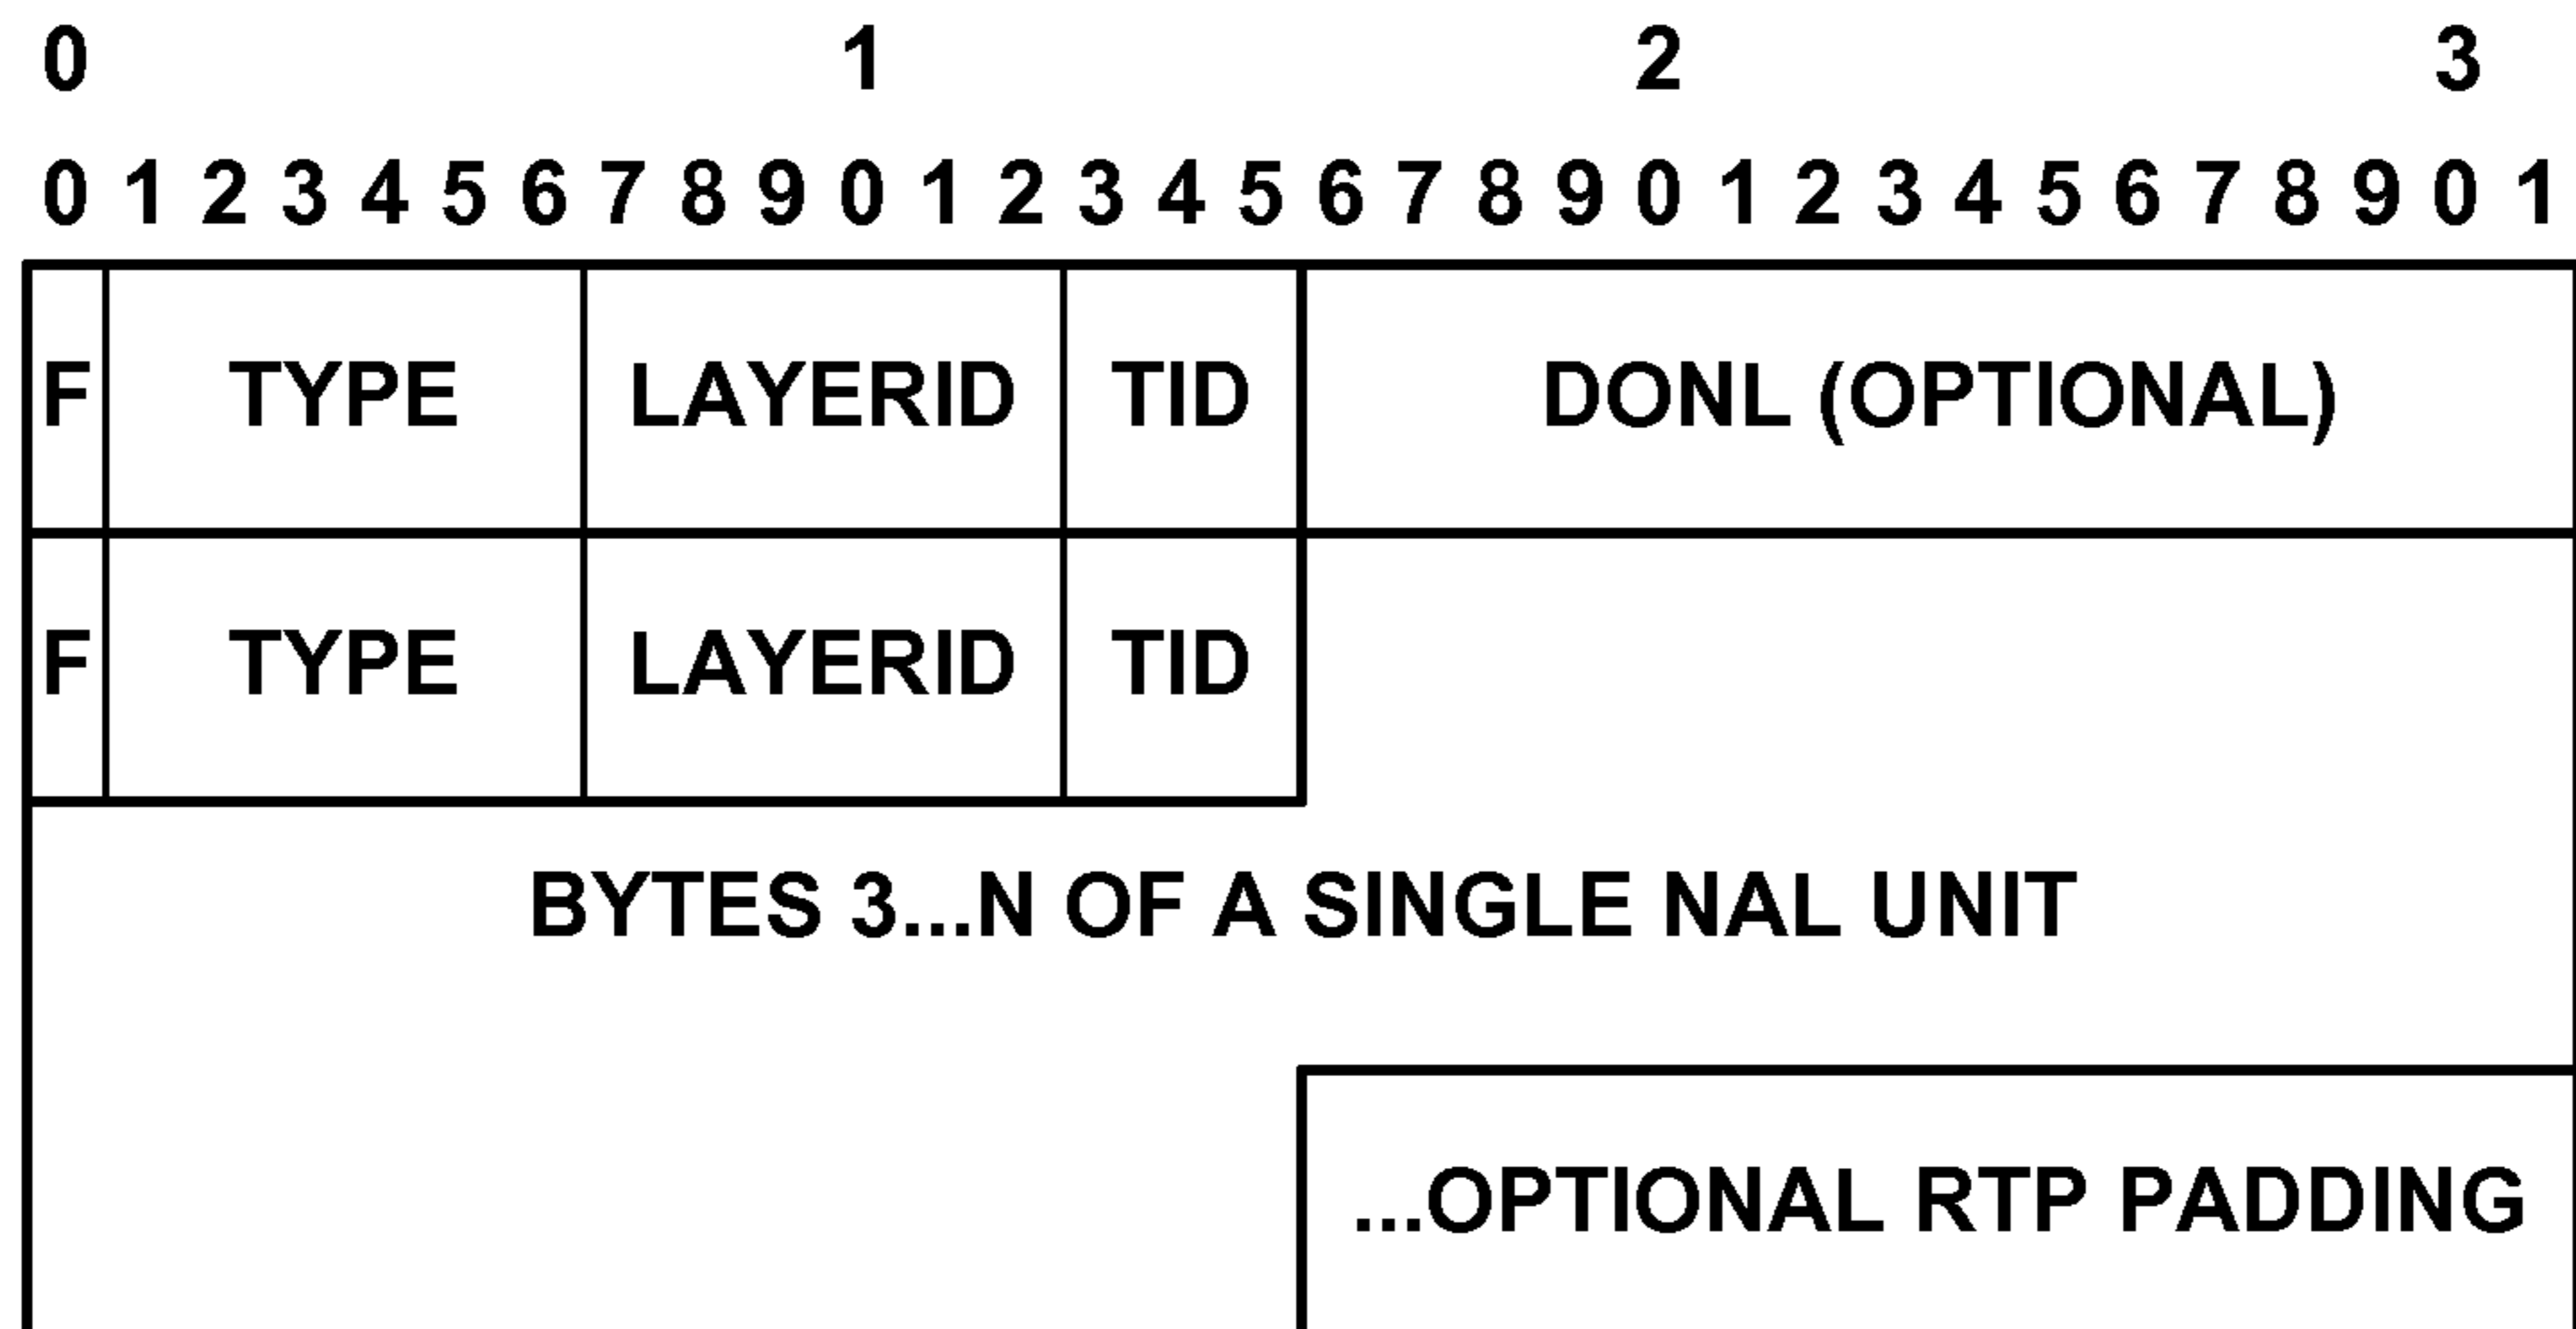 0 1 2 3
0 1 2 3 4 5 6 7 8 9 0 1 2 3 4 5 6 7 8 9 0 1 2 3 4 5 6 7 8 9 0 1
F TYPE LAYERID TID DONL (OPTIONAL)
F TYPE LAYERID TID
BYTES 3...N OF A SINGLE NAL UNIT
...OPTIONAL RTP PADDING